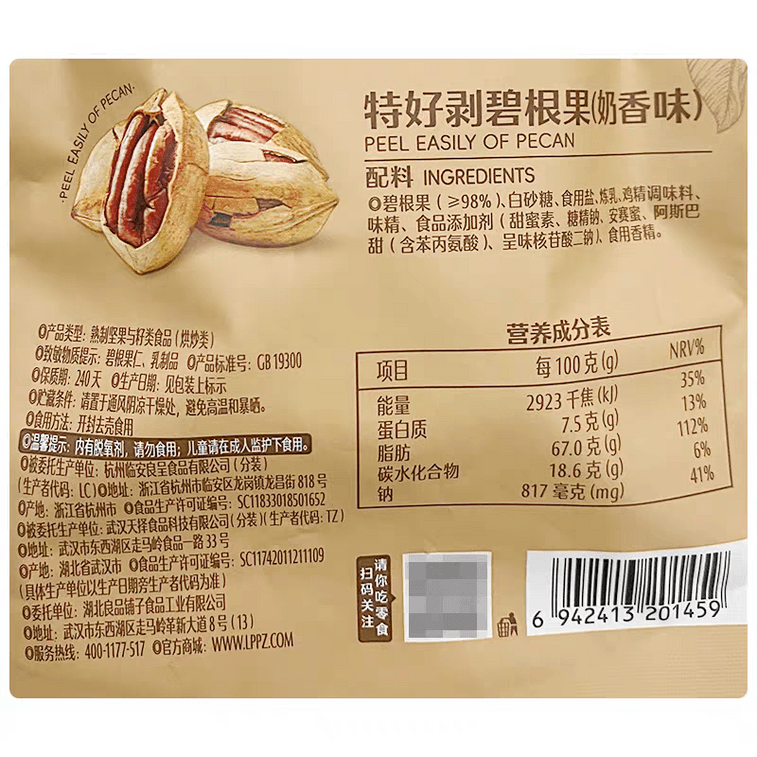 ·PEEL EASILY OF PECAN·
特好剥碧根果(奶香味)
PEEL EASILY OF PECAN
配料 INGREDIENTS
碧根果(≥98%)、白砂糖、食用盐、炼乳、鸡精调味料、
味精、食品添加剂(甜蜜素、糖精钠、安赛蜜、阿斯巴
甜(含苯丙氨酸)、呈味核苷酸二钠)、食用香精。
产品类型:熟制坚果与籽类食品(烘炒类)
致敏物质提示:碧根果仁、乳制品 产品标准号:GB 19300
保质期:240天 生产日期:见包装上标示
贮藏条件:请置于通风阴凉干燥处,避免高温和暴晒。
食用方法:开封去壳食用
温馨提示:内有脱氧剂,请勿食用;儿童请在成人监护下食用。
被委托生产单位:杭州临安良呈食品有限公司(分装)
(生产者代码:LC) 地址:浙江省杭州市临安区龙岗镇龙昌街818号
产地:浙江省杭州市 食品生产许可证编号:SC11833018501652
被委托生产单位:武汉天择食品科技有限公司(分装)(生产者代码:TZ)
地址:武汉市东西湖区走马岭食品一路33号
产地:湖北省武汉市 食品生产许可证编号:SC11742011211109
(具体生产单位以生产日期旁生产者代码为准)
委托单位:湖北良品铺子食品工业有限公司
地址:武汉市东西湖区走马岭革新大道8号(13)
服务热线:400-1177-517 官方商城:WWW.LPPZ.COM
营养成分表
项目 每100克(g) NRV%
能量 2923千焦(kJ) 35%
蛋白质 7.5克(g) 13%
脂肪 67.0克(g) 112%
碳水化合物 18.6克(g) 6%
钠 817毫克(mg) 41%
请你吃零食
扫码关注
6 942413 201459